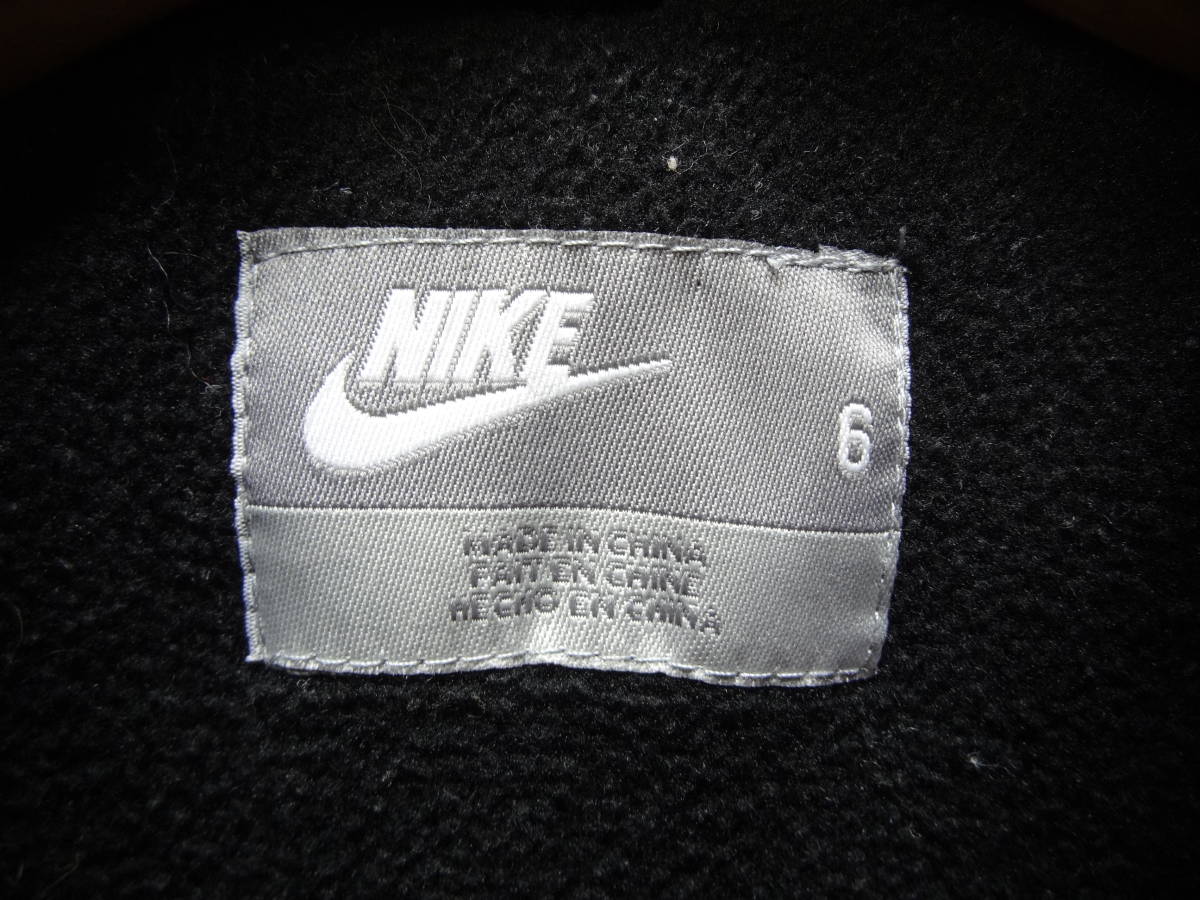 NIKE
6
MADE IN CHINA
FAIT EN CHINE
HECHO EN CHINA